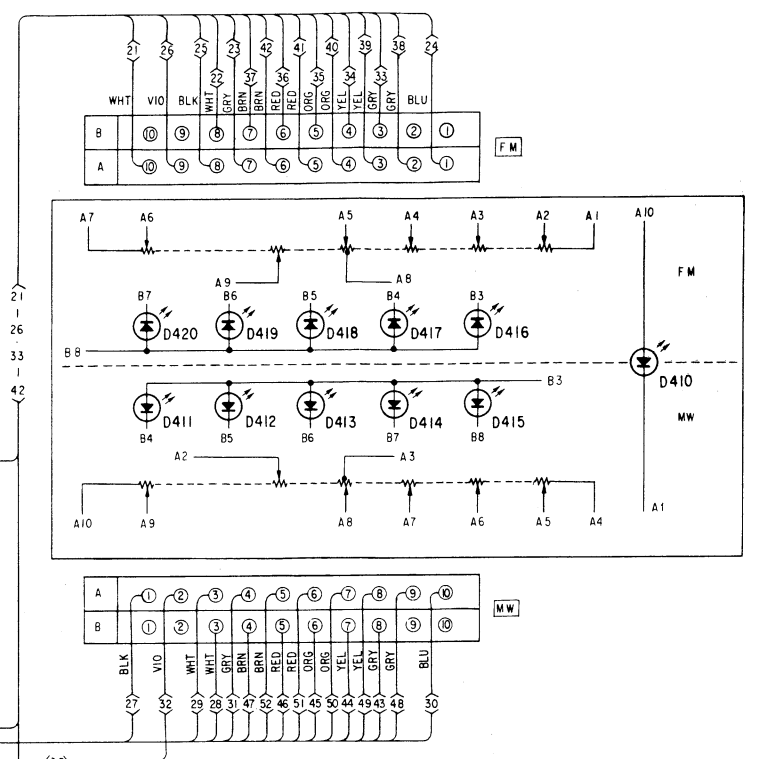 21 26 25 23 42 41 40 39 38 24
22 37 36 35 34 33
WHT VIO BLK WHT GRY BRN BRN RED RED ORG ORG YEL YEL GRY GRY BLU
B 10 9 8 7 6 5 4 3 2 1
FM
A 10 9 8 7 6 5 4 3 2 1
A7 A6 A5 A4 A3 A2 A1 A10
A9 A8
FM
B7 B6 B5 B4 B3
D420 D419 D418 D417 D416
B8
21
26
33
42
D410
B3
D411 D412 D413 D414 D415
MW
B4 B5 B6 B7 B8
A2 A3
A10 A9 A8 A7 A6 A5 A4 A1
A 1 2 3 4 5 6 7 8 9 10
MW
B 1 2 3 4 5 6 7 8 9 10
BLK VIO WHT WHT GRY BRN BRN RED RED ORG ORG YEL YEL GRY GRY BLU
27 32 29 28 31 47 52 46 51 45 50 44 49 43 48 30